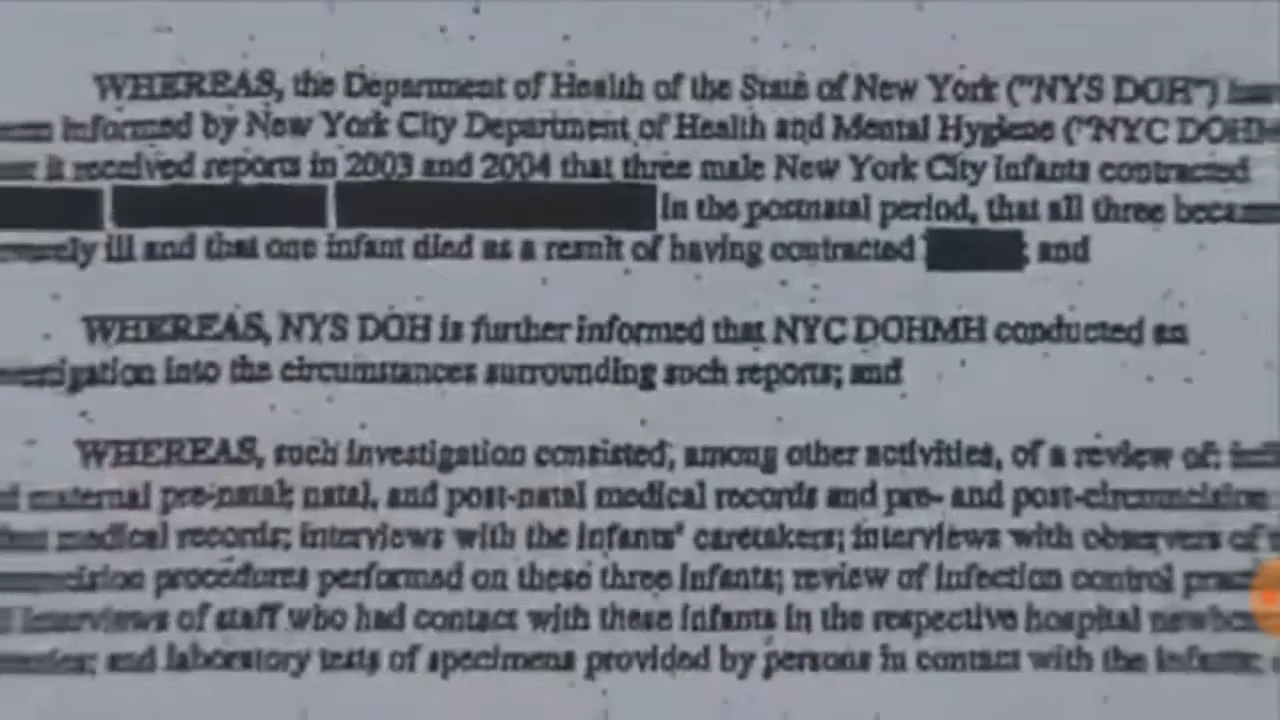 WHEREAS, the Department of Health of the State of New York ("NYS DOH")
informed by New York City Department of Health and Mental Hygiene ("NYC
it received reports in 2003 and 2004 that three male New York City infants contracted
in the postnatal period, that all three
ill and that one infant died as a result of having contracted ; and
WHEREAS, NYS DOH is further informed that NYC DOHMH conducted an
into the circumstances surrounding such reports; and
WHEREAS, such investigation consisted, among other activities, of a review of:
maternal pre-natal, natal, and post-natal medical records and pre- and post-circumcision
medical records; interviews with the infants' caretakers; interviews with observers of
procedures performed on these three infants; review of infection control
interviews of staff who had contact with these infants in the respective hospital
and laboratory tests of specimens provided by persons in contact with the infants;